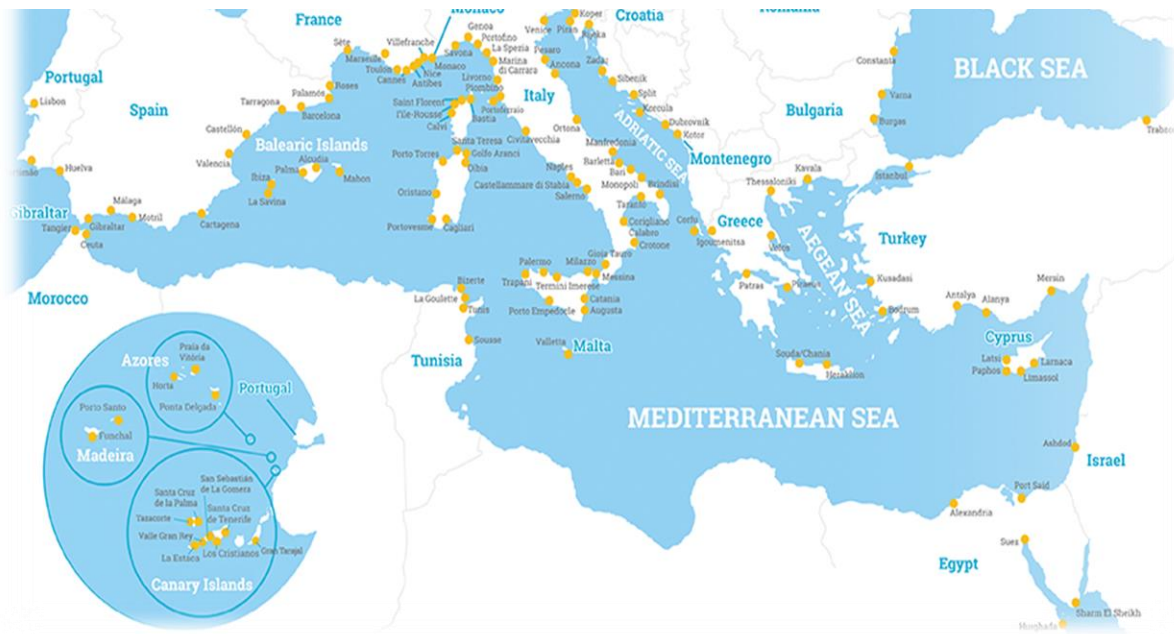 Monaco
Croatia
Romania
France
Koper
Genoa
Venice
Piran
Rijeka
Portofino
Villefranche
Sète
Savona
La Spezia
Pesaro
Marseille
Monaco
Marina
di Carrara
Ancona
Zadar
Constanta
BLACK SEA
Toulon
Nice
Cannes
Antibes
Livorno
Piombino
Sibenik
Portugal
Roses
Palamós
Italy
Split
Varna
Lisbon
Spain
Tarragona
Barcelona
Saint Florent
l'île-Rousse
Bastia
Portoferraio
Korcula
Bulgaria
Calvi
Dubrovnik
Burgas
Castellón
Civitavecchia
Ortona
ADRIATIC SEA
Kotor
Balearic Islands
Santa Teresa
Manfredonia
Montenegro
Alcudia
Porto Torres
Golfo Aranci
Barletta
Valencia
Palma
Olbia
Naples
Bari
Kavala
Istanbul
Huelva
Ibiza
Mahon
Castellammare di Stabia
Monopoli
Brindisi
Thessaloniki
La Savina
Oristano
Salerno
Taranto
Gibraltar
Málaga
Motril
Cartagena
Portovesme
Cagliari
Corigliano
Calabro
Corfu
Greece
Tangier
Gibraltar
Crotone
Igoumenitsa
Volos
AEGEAN SEA
Turkey
Ceuta
Gioia Tauro
Palermo
Milazzo
Morocco
Bizerte
Trapani
Termini Imerese
Messina
Patras
Piraeus
Kusadasi
Mersin
La Goulette
Catania
Antalya
Alanya
Tunis
Porto Empedocle
Augusta
Bodrum
Sousse
Valletta
Malta
Cyprus
Tunisia
Souda/Chania
Heraklion
Latsi
Larnaca
Paphos
Limassol
Azores
Praia da
Vitória
Horta
Ponta Delgada
Portugal
Porto Santo
Funchal
Madeira
MEDITERRANEAN SEA
Ashdod
Israel
San Sebastián
de La Gomera
Santa Cruz
de la Palma
Santa Cruz
de Tenerife
Port Said
Alexandria
Tazacorte
Valle Gran Rey
La Estaca
Los Cristianos
Gran Tarajal
Canary Islands
Suez
Egypt
Sharm El Sheikh
Hurghada